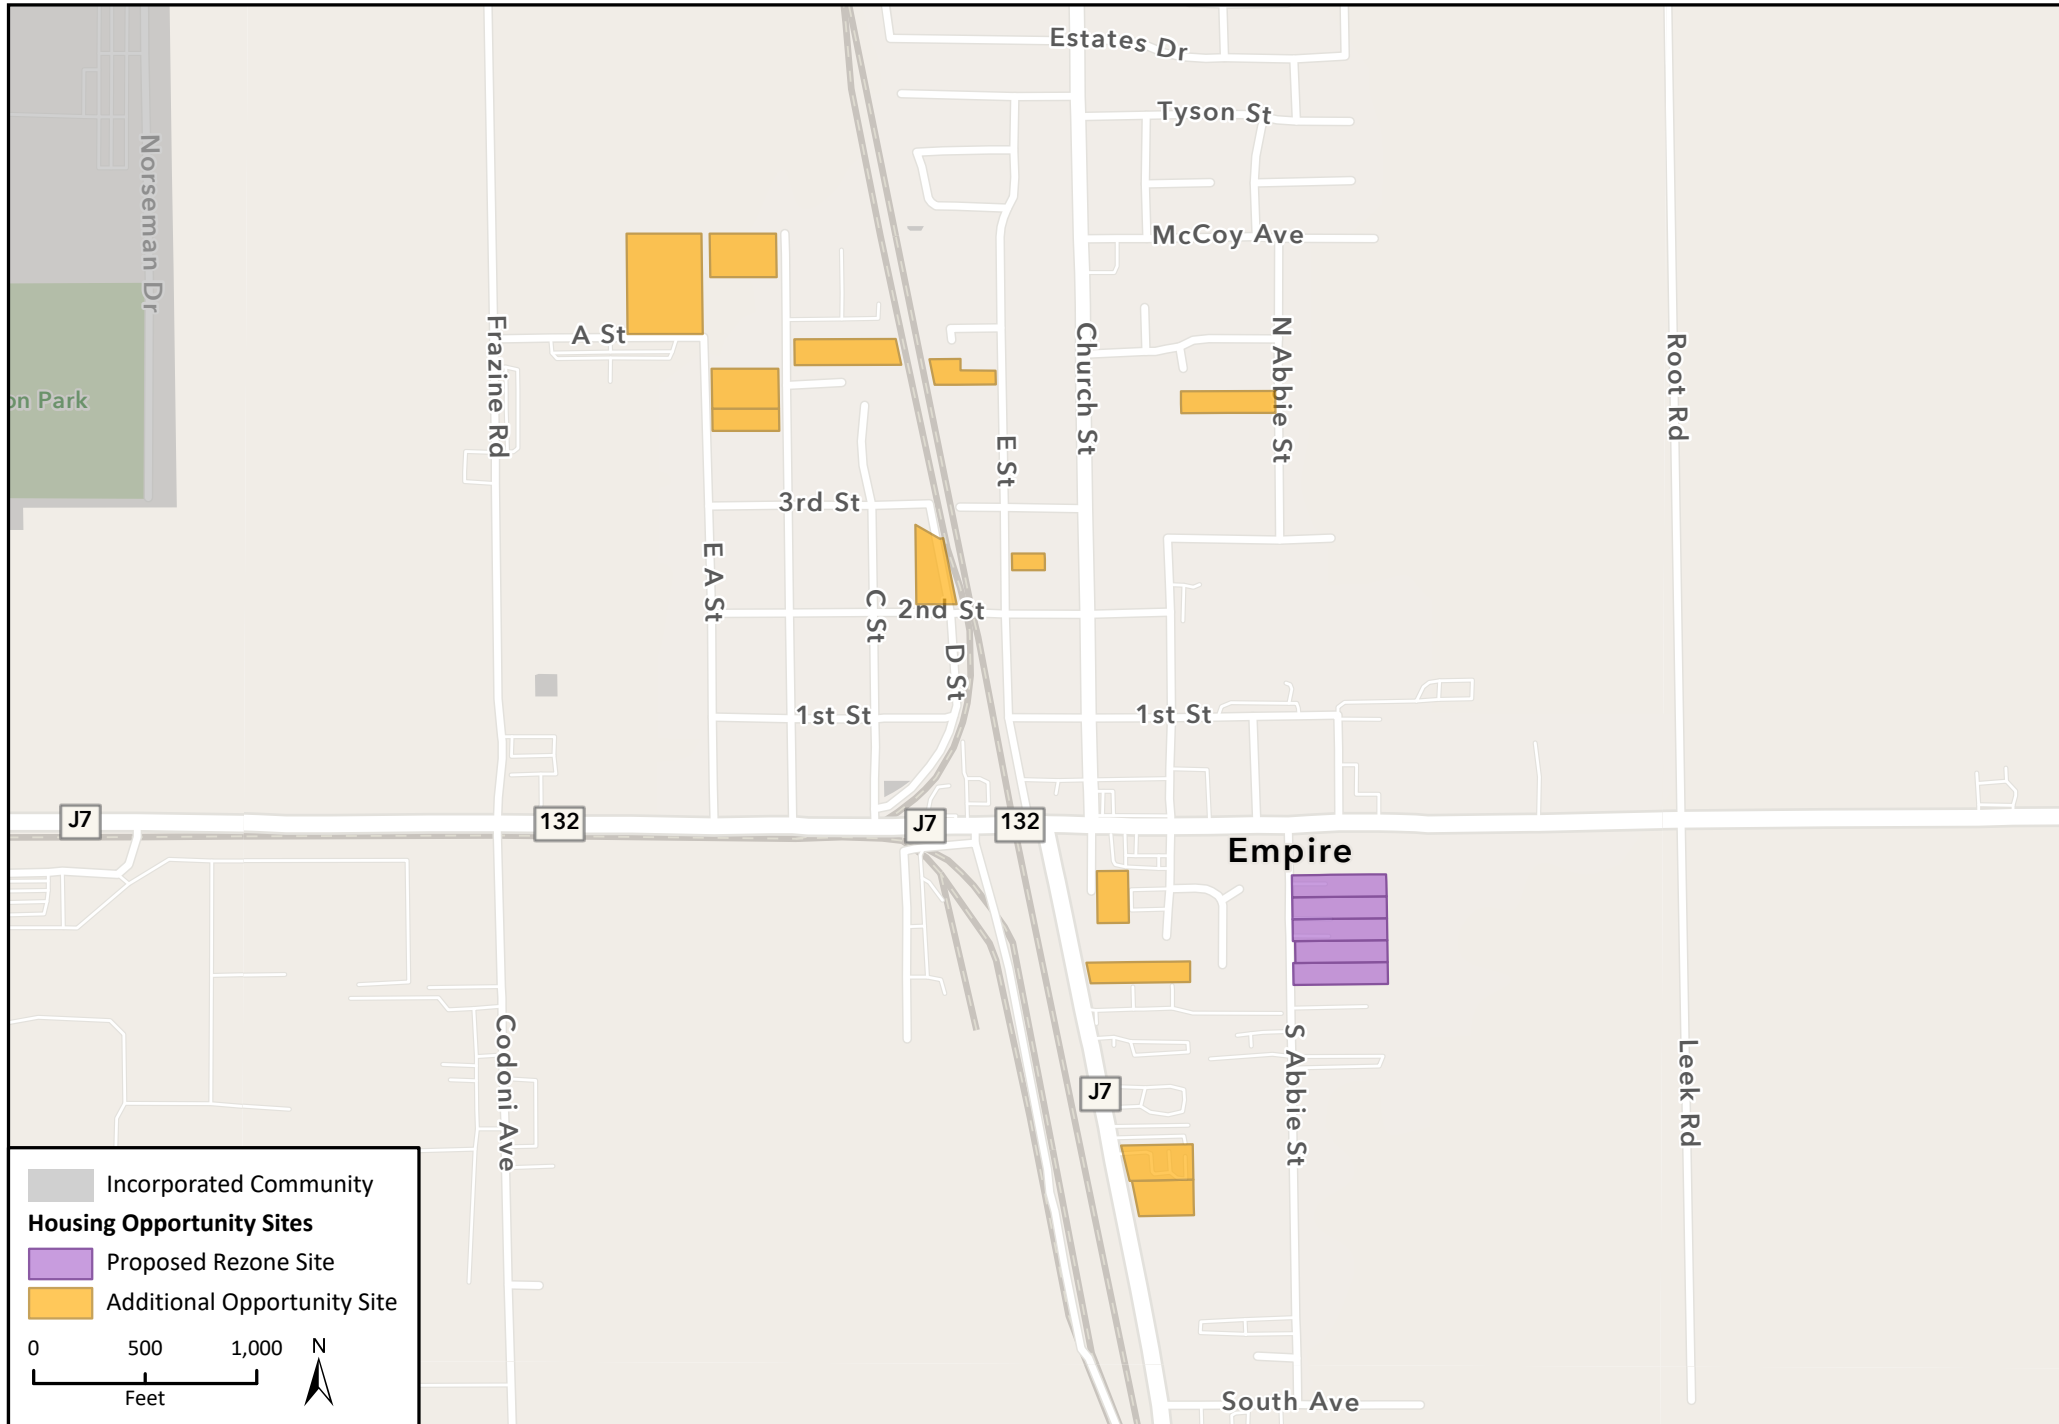 Estates Dr
Tyson St
Norseman Dr
McCoy Ave
A St
Frazine Rd
Church St
N Abbie St
Root Rd
on Park
E St
3rd St
E A St
C St
2nd St
D St
1st St
1st St
J7
132
J7
132
Empire
Codoni Ave
S Abbie St
Leek Rd
J7
South Ave
Incorporated Community
Housing Opportunity Sites
Proposed Rezone Site
Additional Opportunity Site
0 500 1,000
Feet
N